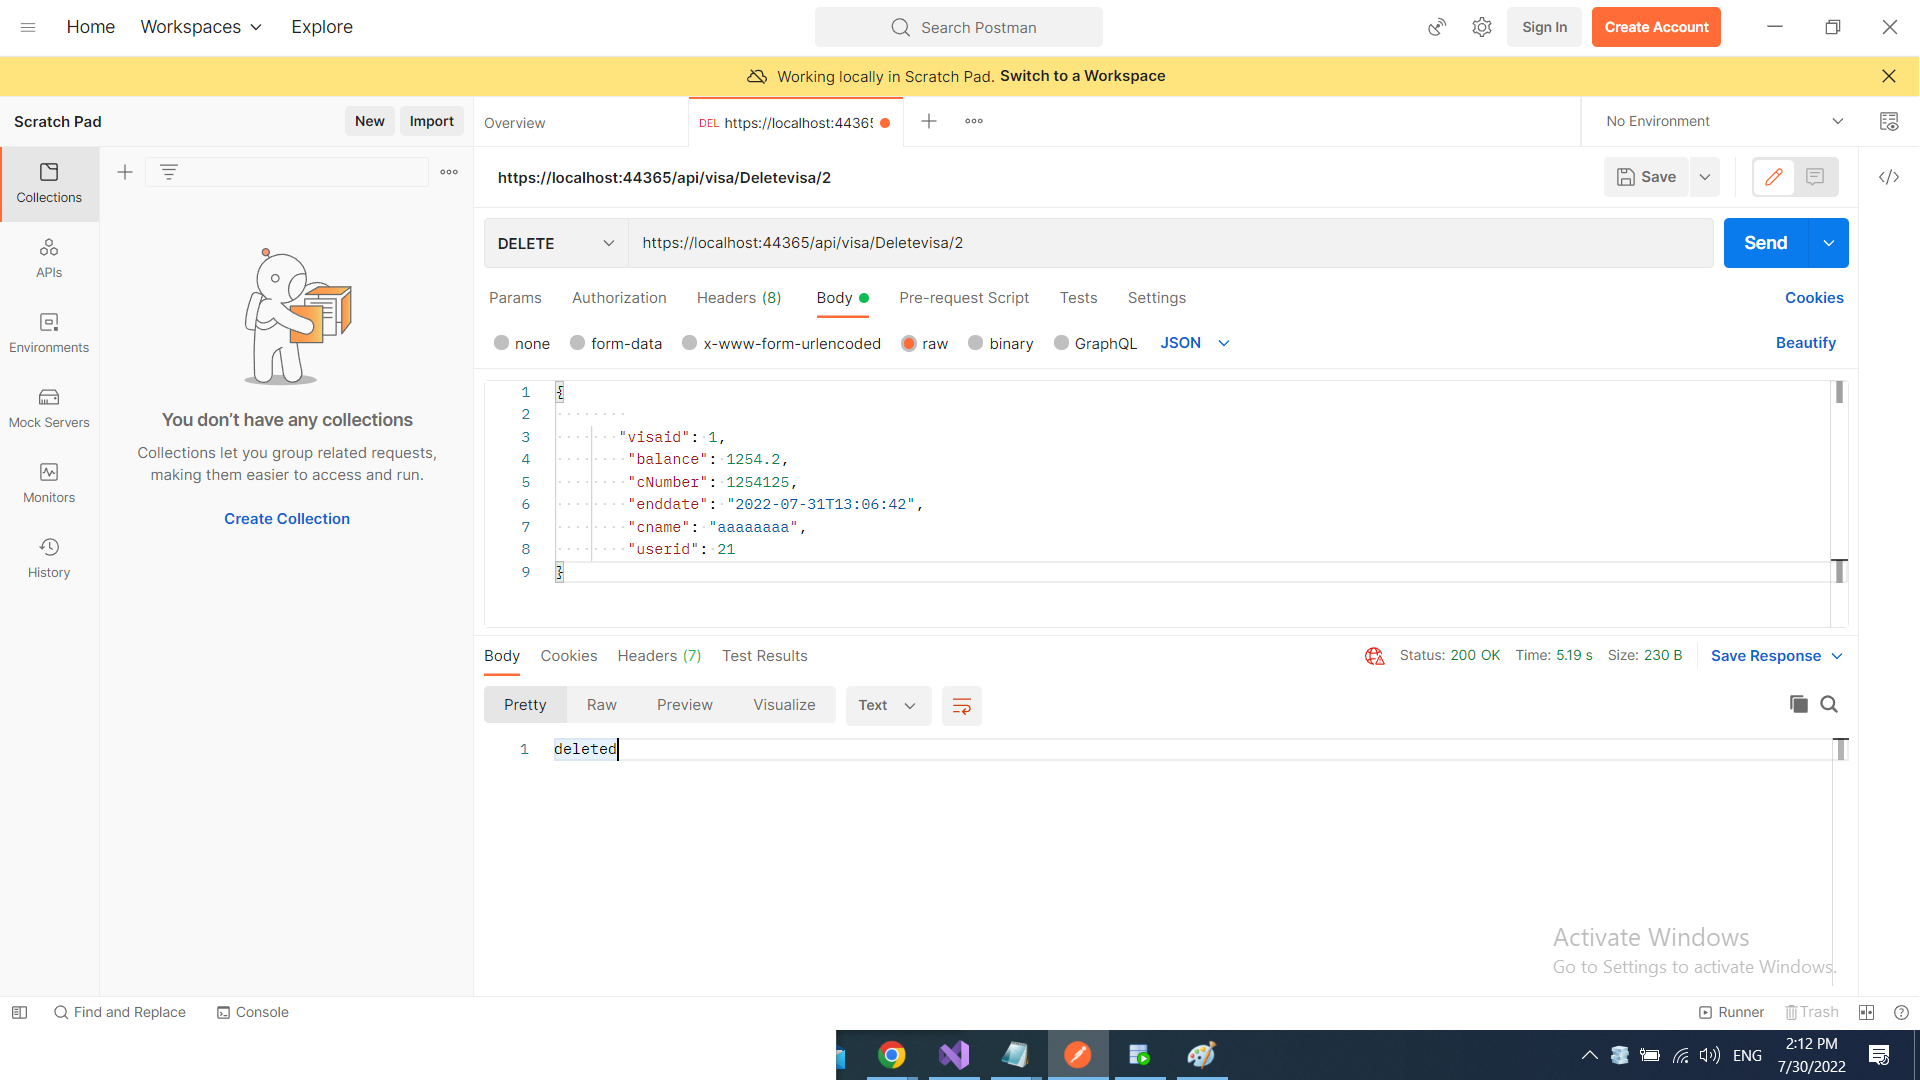 Home Workspaces Explore
Search Postman
Sign In Create Account
Working locally in Scratch Pad. Switch to a Workspace
Scratch Pad New Import
Overview
DEL https://localhost:44365
No Environment
Collections
APIs
Environments
Mock Servers
Monitors
History
You don’t have any collections
Collections let you group related requests,
making them easier to access and run.
Create Collection
https://localhost:44365/api/visa/Deletevisa/2
Save
DELETE https://localhost:44365/api/visa/Deletevisa/2 Send
Params Authorization Headers (8) Body Pre-request Script Tests Settings Cookies
none form-data x-www-form-urlencoded raw binary GraphQL JSON Beautify
1 {
2
3 "visaid": 1,
4 "balance": 1254.2,
5 "cNumber": 1254125,
6 "enddate": "2022-07-31T13:06:42",
7 "cname": "aaaaaaaa",
8 "userid": 21
9 }
Body Cookies Headers (7) Test Results Status: 200 OK Time: 5.19 s Size: 230 B Save Response
Pretty Raw Preview Visualize Text
1 deleted
Activate Windows
Go to Settings to activate Windows.
Find and Replace Console Runner Trash
ENG
2:12 PM
7/30/2022